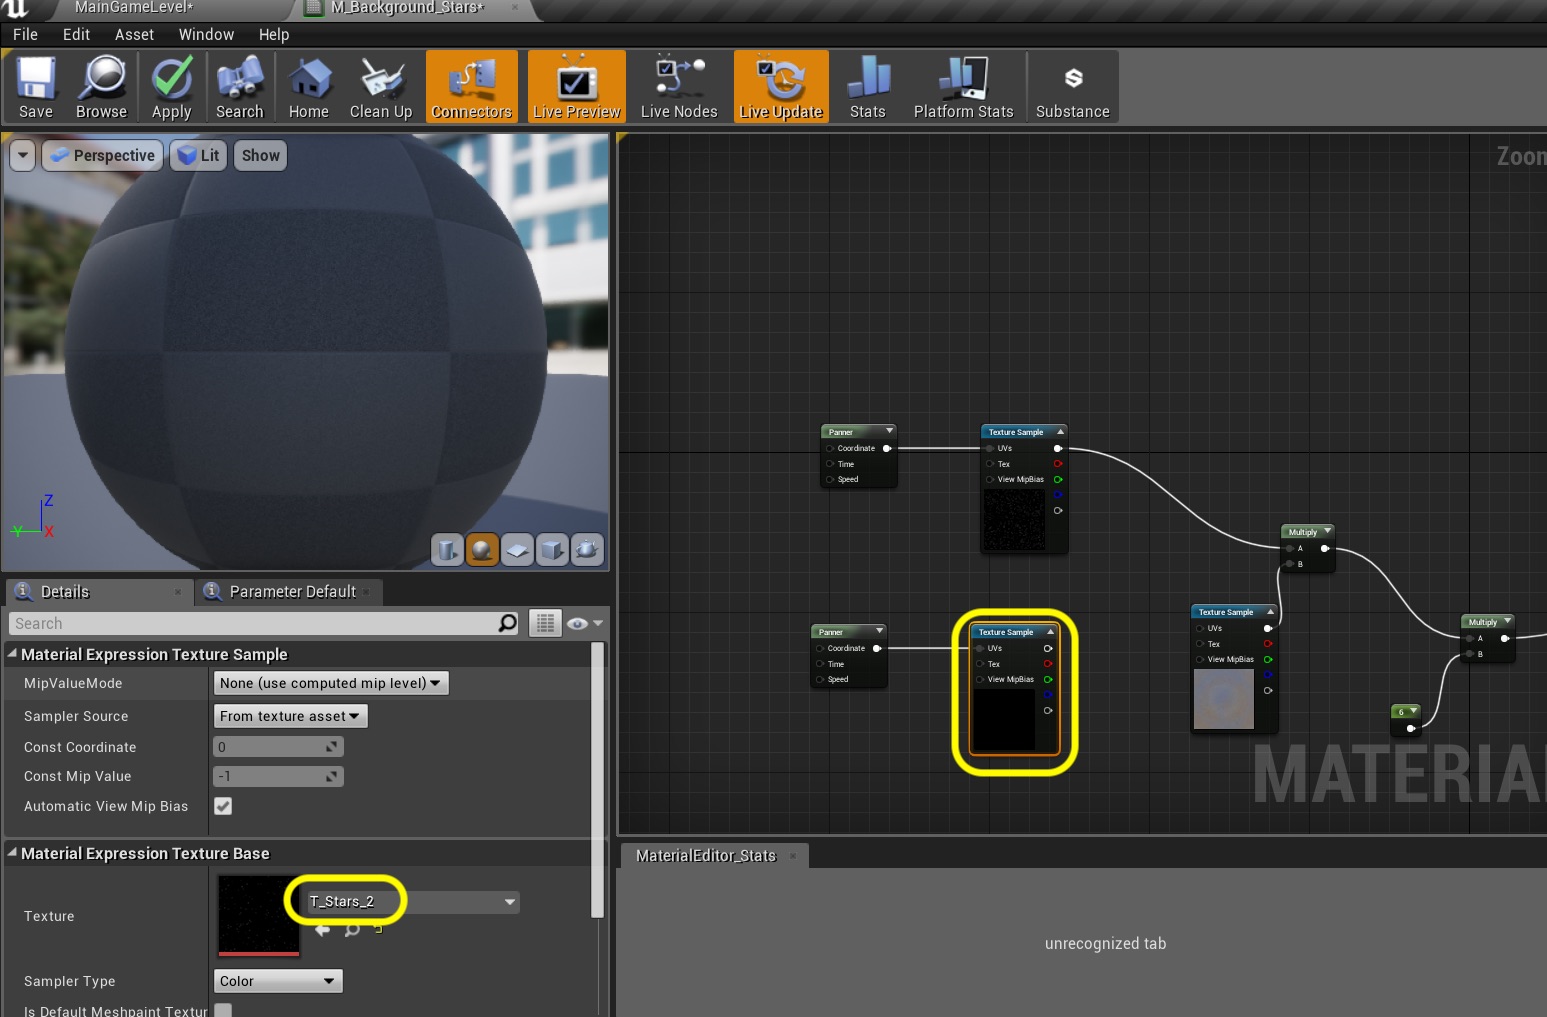 MainGameLevel*
M_Background_Stars*
File Edit Asset Window Help
Save Browse Apply Search Home Clean Up Connectors Live Preview Live Nodes Live Update Stats Platform Stats Substance
Perspective Lit Show
Zoom
Z
Y
X
Panner
Coordinate
Time
Speed
Texture Sample
UVs
Tex
View MipBias
Multiply
A
B
Panner
Coordinate
Time
Speed
Texture Sample
UVs
Tex
View MipBias
Texture Sample
UVs
Tex
View MipBias
Multiply
A
B
6
MATERIAL
Details
Parameter Default
Search
Material Expression Texture Sample
MipValueMode None (use computed mip level)
Sampler Source From texture asset
Const Coordinate 0
Const Mip Value -1
Automatic View Mip Bias
Material Expression Texture Base
Texture T_Stars_2
Sampler Type Color
Is Default Meshpaint Textur
MaterialEditor_Stats
unrecognized tab